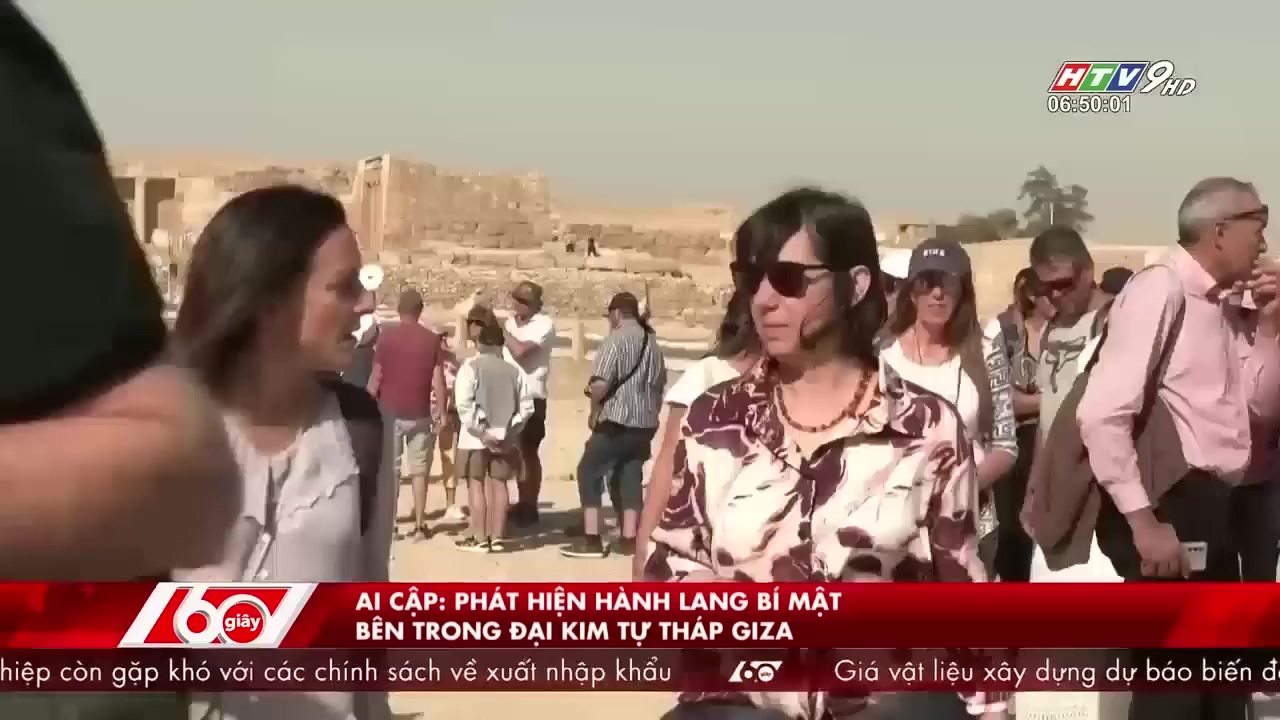 HTV9HD
06:50:01
60 giây
AI CẬP: PHÁT HIỆN HÀNH LANG BÍ MẬT
BÊN TRONG ĐẠI KIM TỰ THÁP GIZA
hiệp còn gặp khó với các chính sách về xuất nhập khẩu
60 giây
Giá vật liệu xây dựng dự báo biến